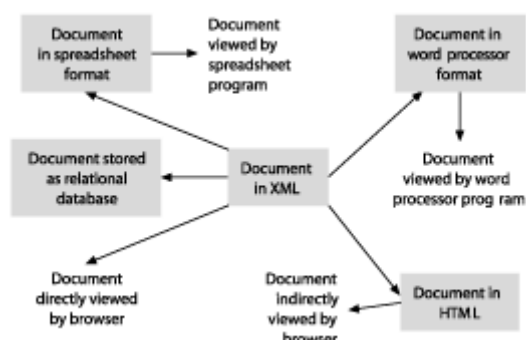 Document
in spreadsheet
format
Document
viewed by
spreadsheet
program
Document in
word processor
format
Document stored
as relational
database
Document
in XML
Document
viewed by word
processor prog ram
Document
directly viewed
by browser
Document
indirectly
viewed by
browser
Document in
HTML